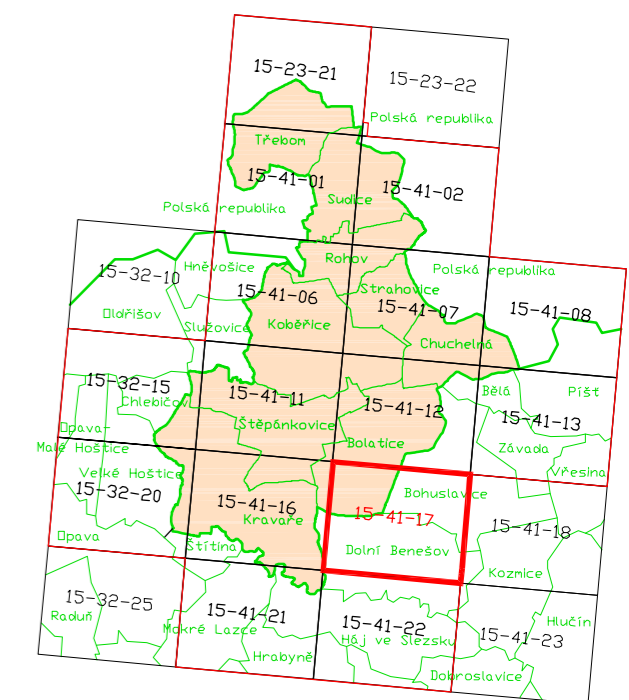 15-23-21
15-23-22
Polská republika
Třebom
15-41-01
15-41-02
Sudice
Polská republika
Hněvošice
Rohov
Polská republika
15-32-10
15-41-06
Strahovice
15-41-07
15-41-08
Oldřišov
Služovice
Kobeřice
Chuchelná
15-32-15
Chlebičov
15-41-11
15-41-12
Bělá
Píšť
15-41-13
Opava-
Malé Hoštice
Štěpánkovice
Bolatice
Závada
Velké Hoštice
Vřesina
15-32-20
15-41-16
Bohuslavice
Kravaře
15-41-17
15-41-18
Opava
Štítina
Dolní Benešov
Kozmice
15-32-25
Raduň
15-41-21
Mokré Lazce
15-41-22
Háj ve Slezsku
15-41-23
Hlučín
Hrabyně
Dobroslavice